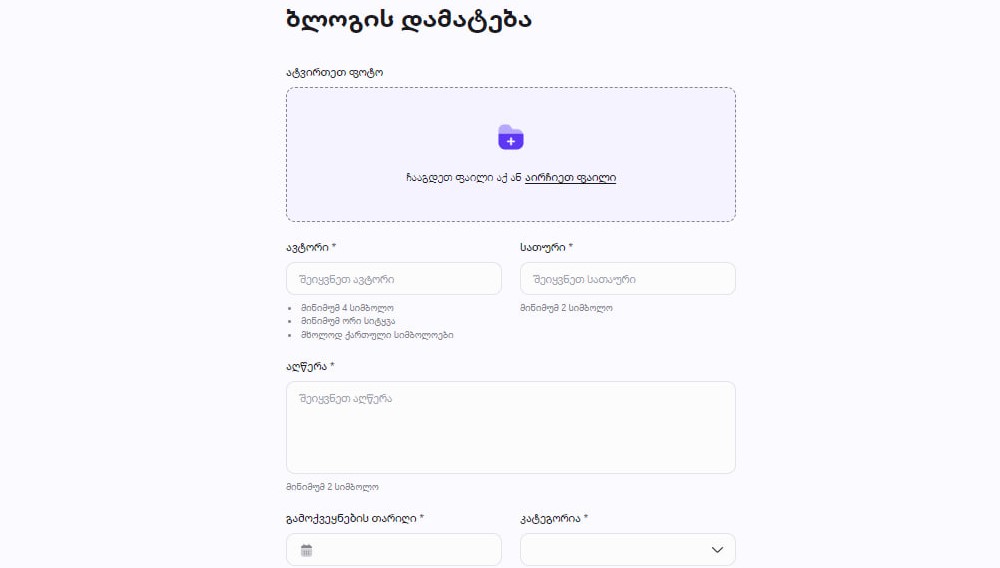 ბლოგის დამატება
ატვირთეთ ფოტო
ჩააგდეთ ფაილი აქ ან აირჩიეთ ფაილი
ავტორი *
სათური *
შეიყვნეთ ავტორი
შეიყვნეთ სათაური
• მინიმუმ 4 სიმბოლო
მინიმუმ 2 სიმბოლო
• მინიმუმ ორი სიტყვა
• მხოლოდ ქართული სიმბოლოები
აღწერა *
შეიყვნეთ აღწერა
მინიმუმ 2 სიმბოლო
გამოქვეყნების თარიღი *
კატეგორია *